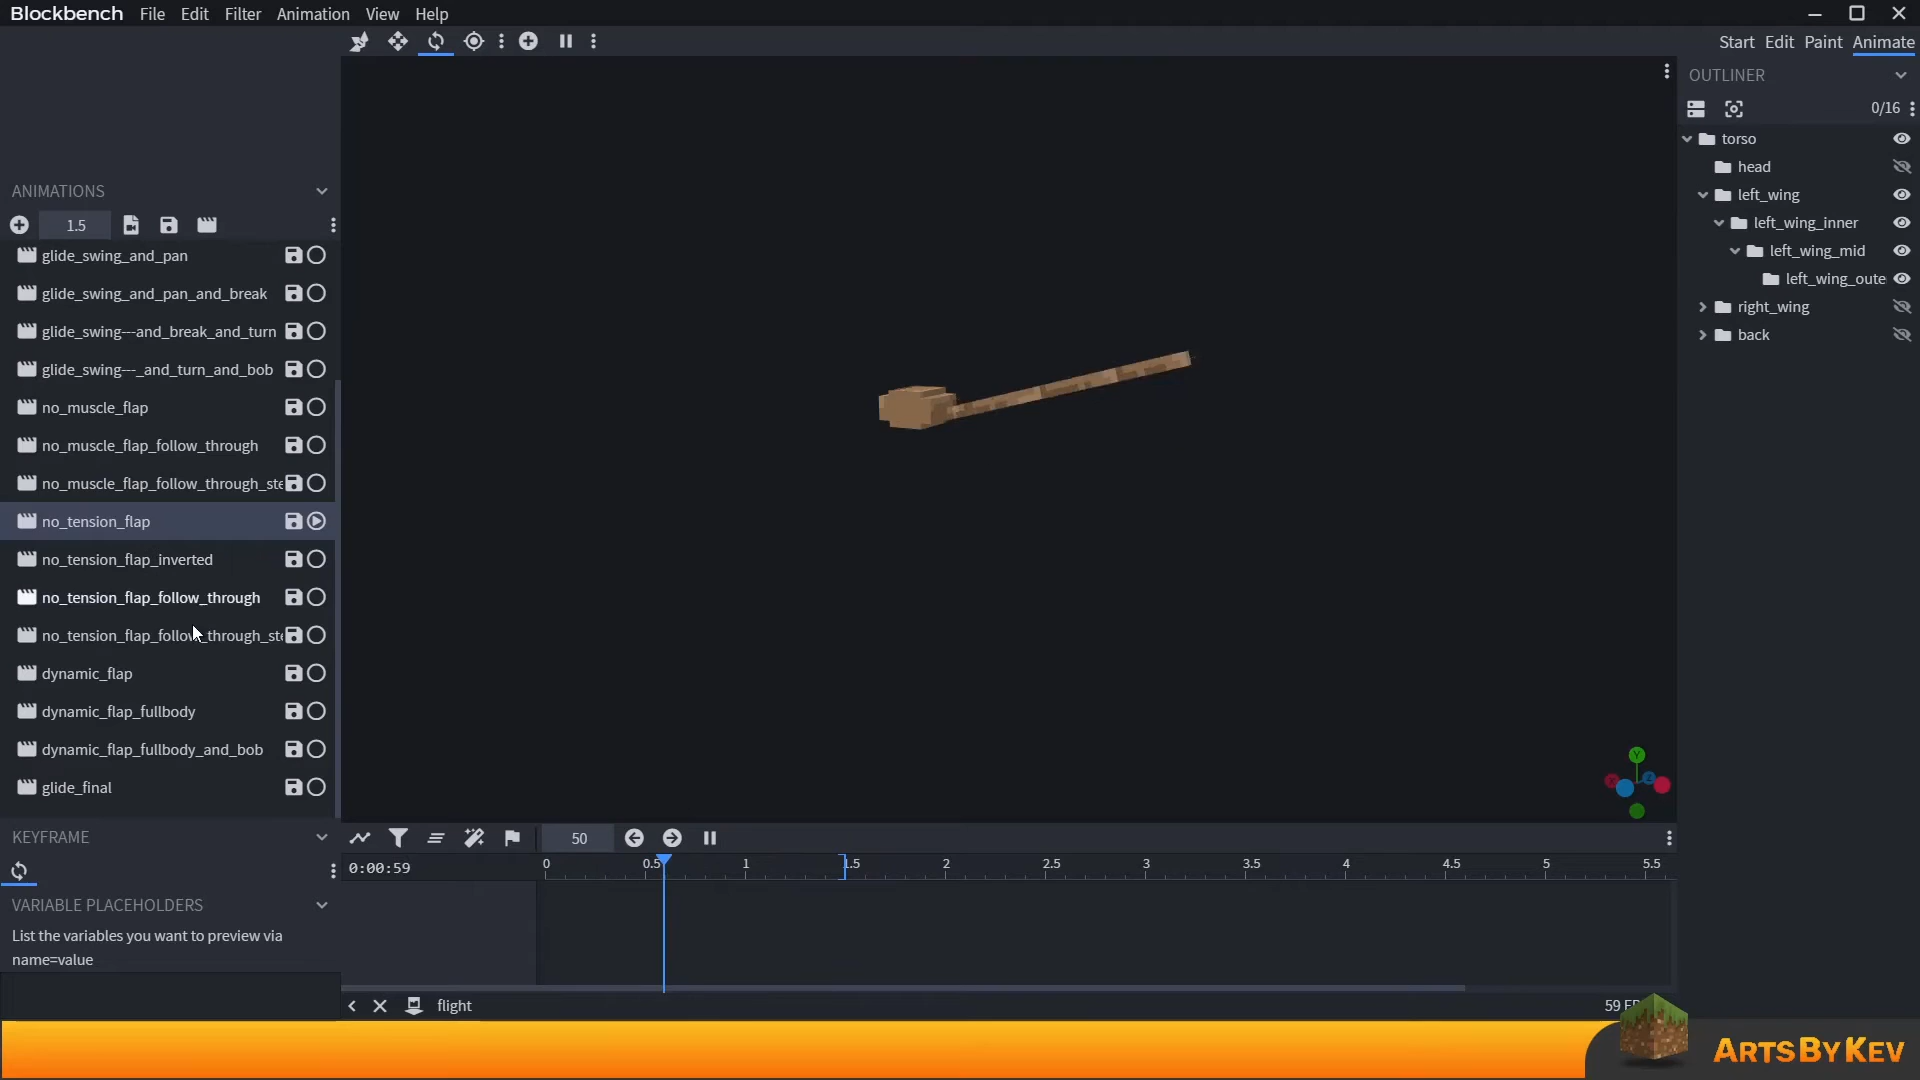 Blockbench File Edit Filter Animation View Help
Start Edit Paint Animate
OUTLINER
0/16
torso
head
left_wing
left_wing_inner
left_wing_mid
left_wing_oute
right_wing
back
ANIMATIONS
1.5
glide_swing_and_pan
glide_swing_and_pan_and_break
glide_swing---and_break_and_turn
glide_swing---_and_turn_and_bob
no_muscle_flap
no_muscle_flap_follow_through
no_muscle_flap_follow_through_ste
no_tension_flap
no_tension_flap_inverted
no_tension_flap_follow_through
no_tension_flap_follow_through_ste
dynamic_flap
dynamic_flap_fullbody
dynamic_flap_fullbody_and_bob
glide_final
Y
Z
KEYFRAME
50
0:00:59
0 0.5 1 1.5 2 2.5 3 3.5 4 4.5 5 5.5
VARIABLE PLACEHOLDERS
List the variables you want to preview via
name=value
flight
59 FP
ARTSBYKEV